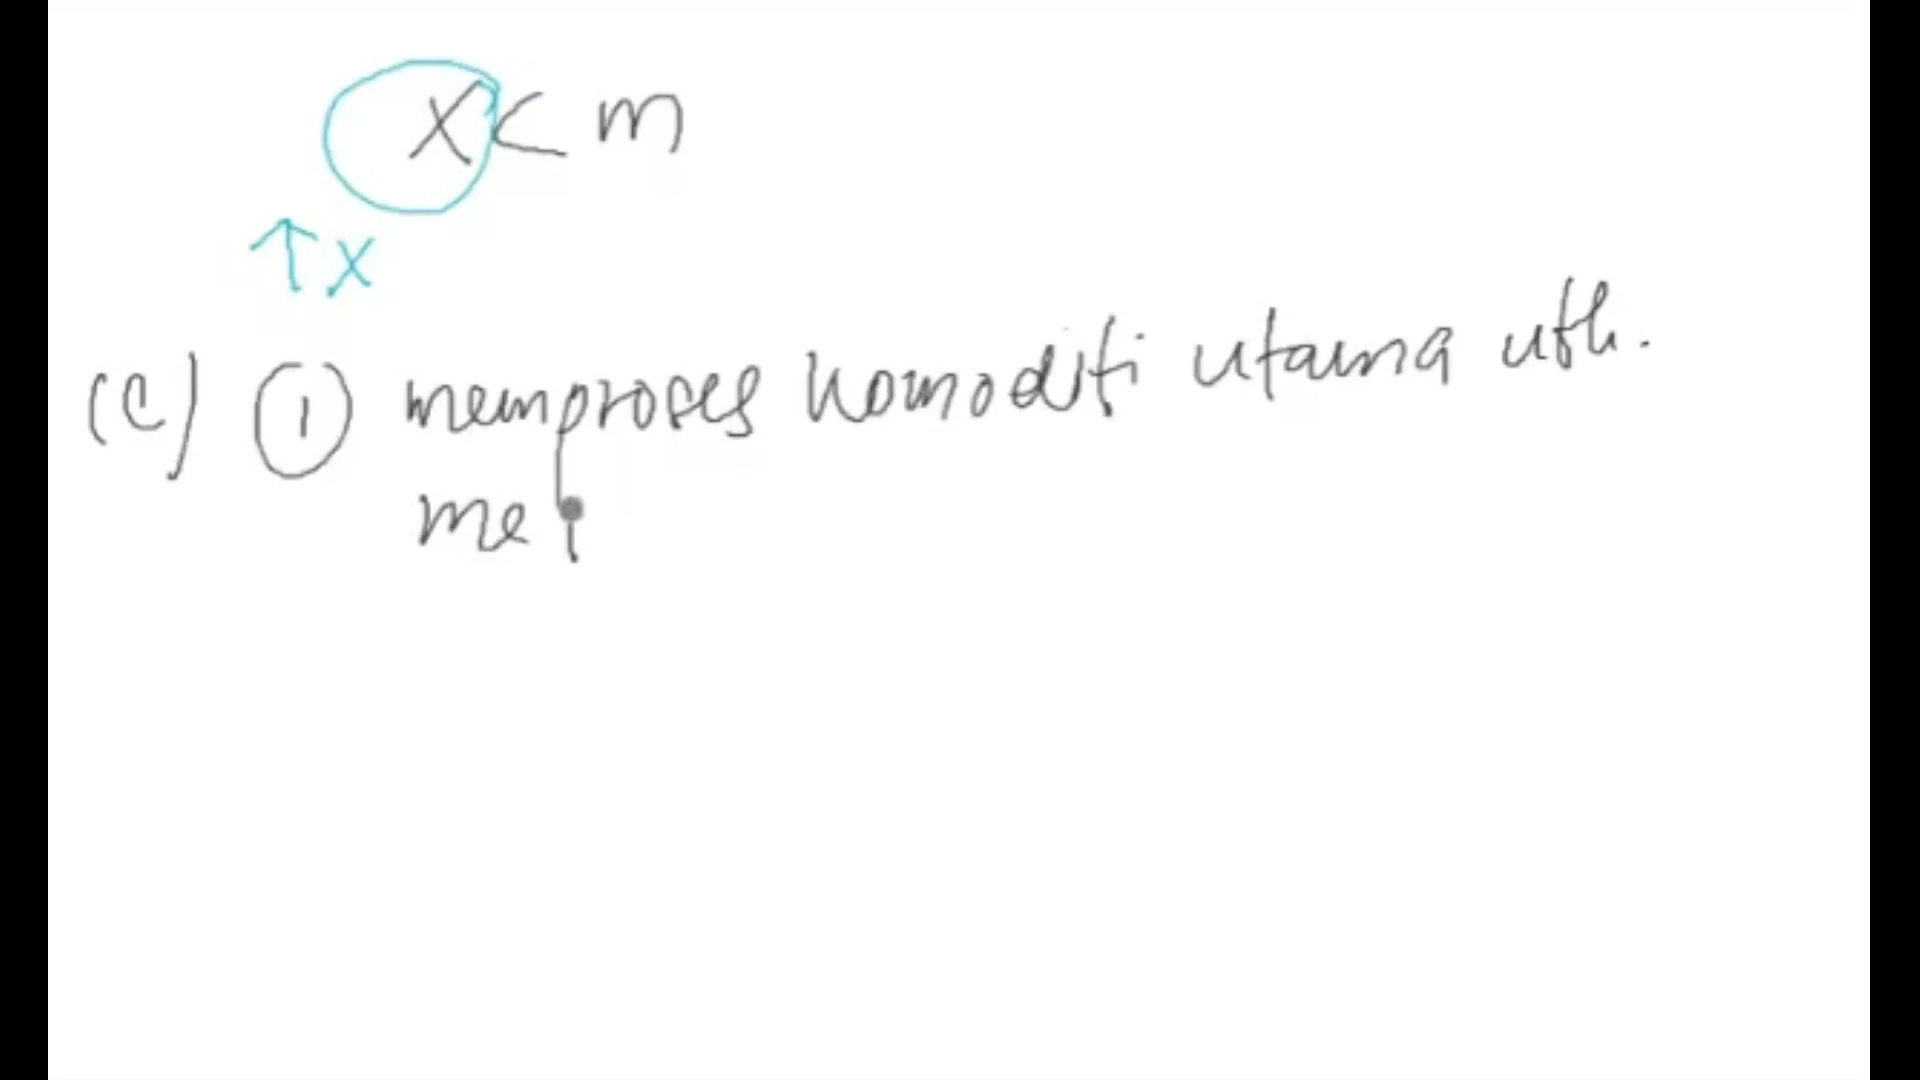 X < m
↑ X
(c) ① memproses komoditi utama utk.
me